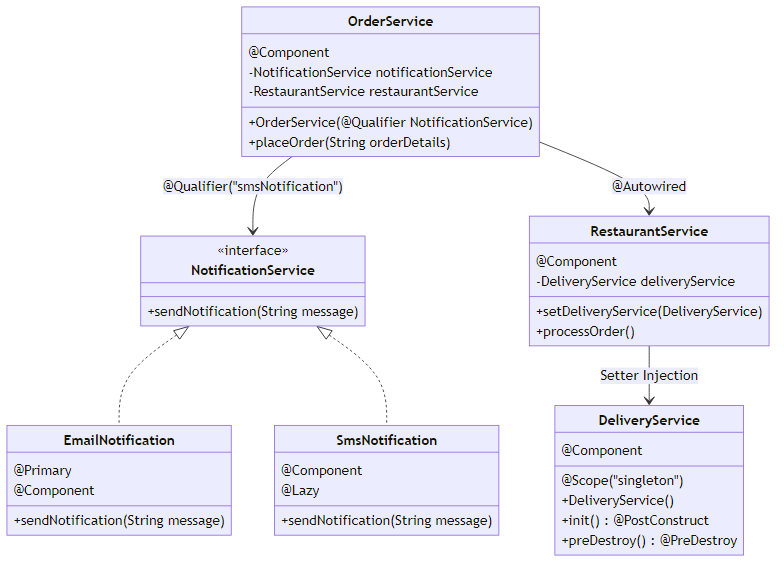 OrderService
@Component
-NotificationService notificationService
-RestaurantService restaurantService
+OrderService(@Qualifier NotificationService)
+placeOrder(String orderDetails)
@Qualifier("smsNotification")
@Autowired
«interface»
NotificationService
+sendNotification(String message)
RestaurantService
@Component
-DeliveryService deliveryService
+setDeliveryService(DeliveryService)
+processOrder()
Setter Injection
EmailNotification
@Primary
@Component
+sendNotification(String message)
SmsNotification
@Component
@Lazy
+sendNotification(String message)
DeliveryService
@Component
@Scope("singleton")
+DeliveryService()
+init() : @PostConstruct
+preDestroy() : @PreDestroy